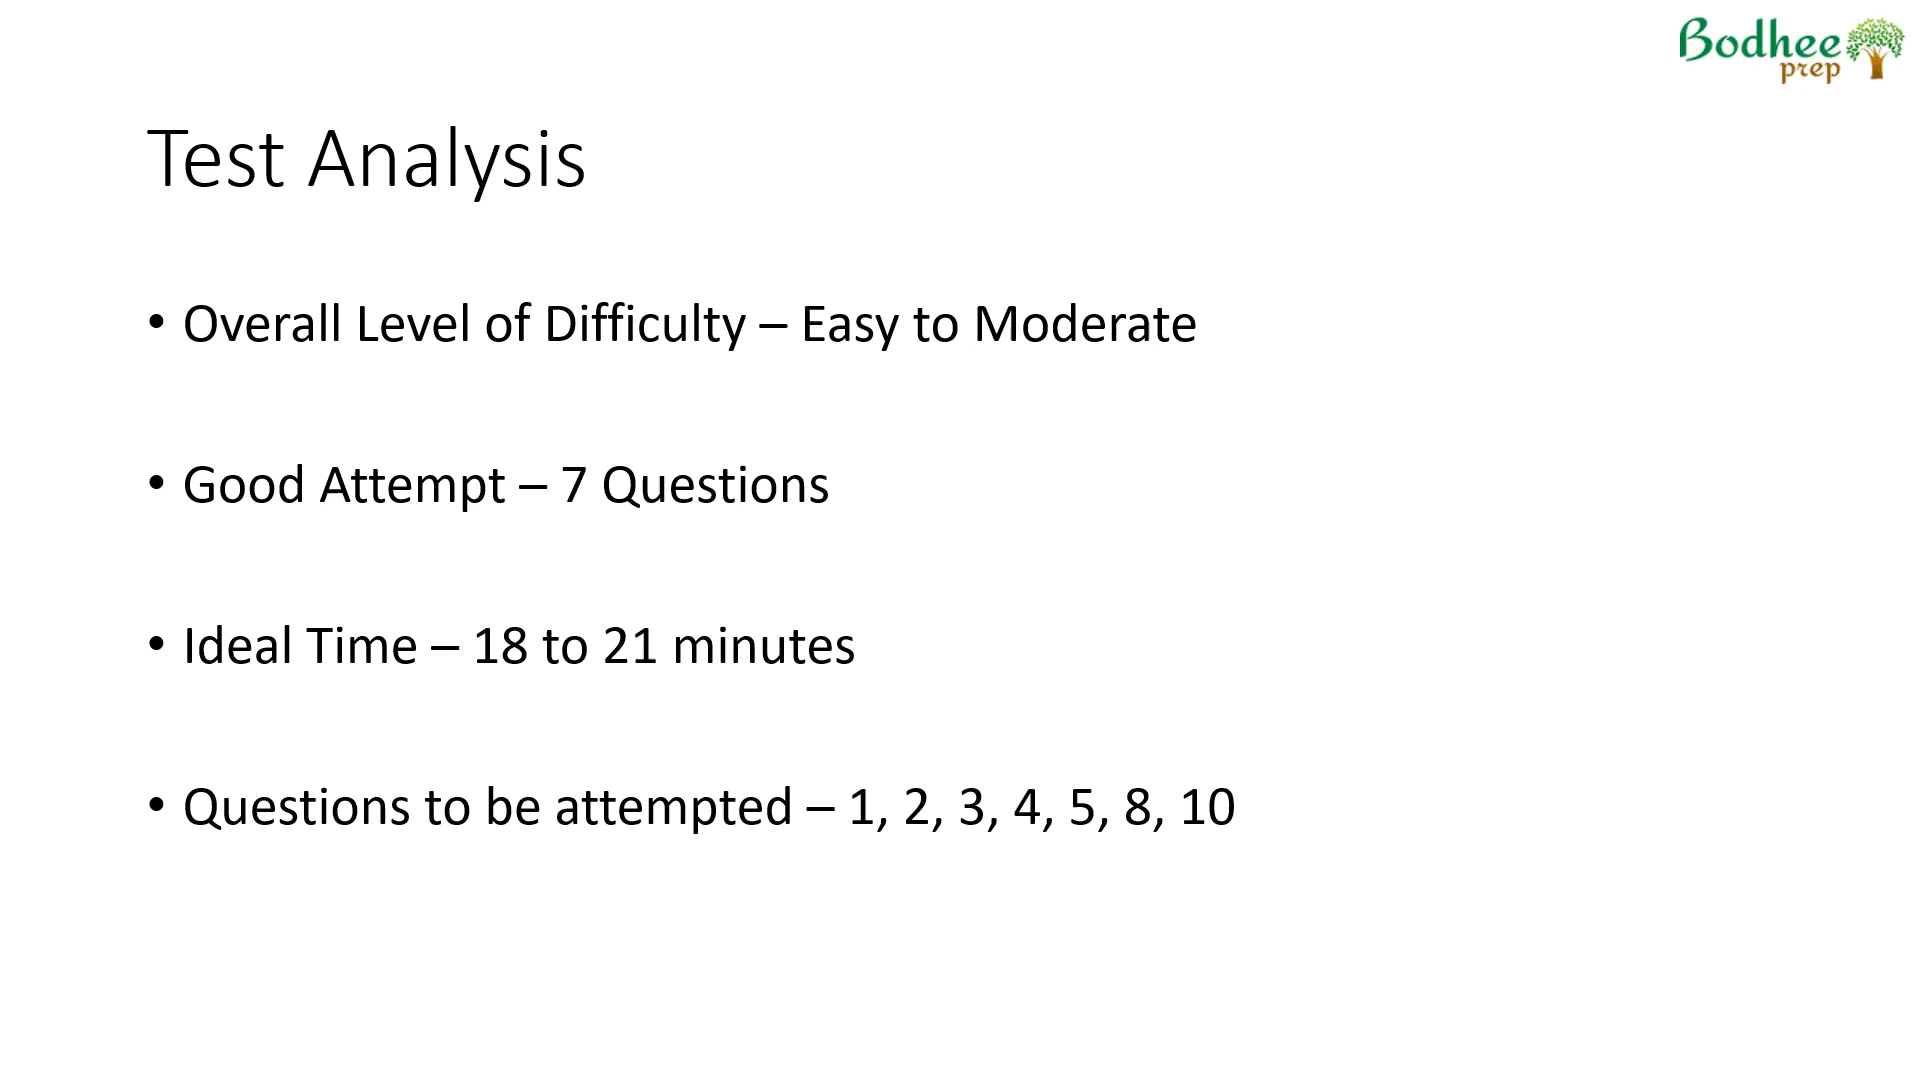 Bodhee
prep
Test Analysis
• Overall Level of Difficulty – Easy to Moderate
• Good Attempt – 7 Questions
• Ideal Time – 18 to 21 minutes
• Questions to be attempted – 1, 2, 3, 4, 5, 8, 10